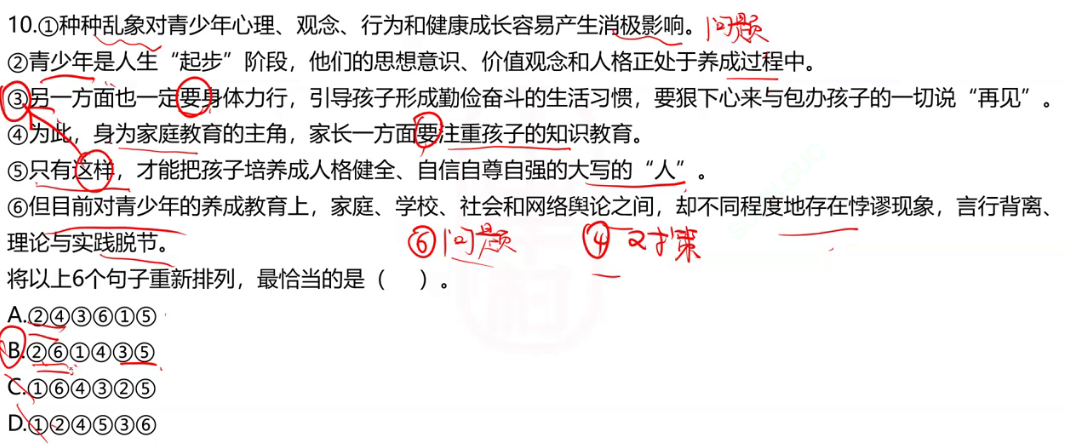 10.①种种乱象对青少年心理、观念、行为和健康成长容易产生消极影响。 问题
②青少年是人生“起步”阶段，他们的思想意识、价值观念和人格正处于养成过程中。
③另一方面也一定要身体力行，引导孩子形成勤俭奋斗的生活习惯，要狠下心来与包办孩子的一切说“再见”。
④为此，身为家庭教育的主角，家长一方面要注重孩子的知识教育。
⑤只有这样，才能把孩子培养成人格健全、自信自尊自强的大写的“人”。
⑥但目前对青少年的养成教育上，家庭、学校、社会和网络舆论之间，却不同程度地存在悖谬现象，言行背离、
理论与实践脱节。
⑥问题 ④对策
将以上6个句子重新排列，最恰当的是（ ）。
A.②④③⑥①⑤
B.②⑥①④③⑤
C.①⑥④③②⑤
D.①②④⑤③⑥